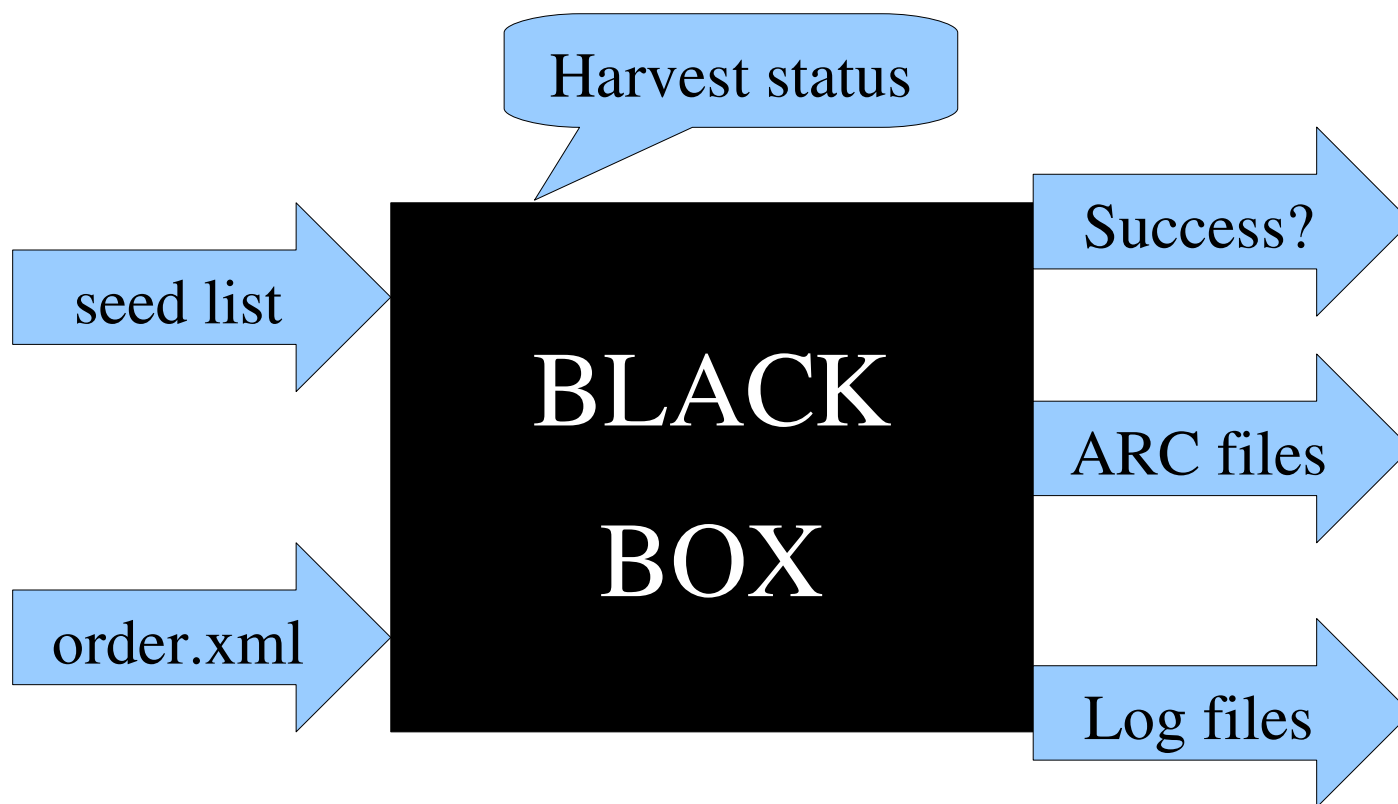 Harvest status
seed list
order.xml
BLACK
BOX
Success?
ARC files
Log files